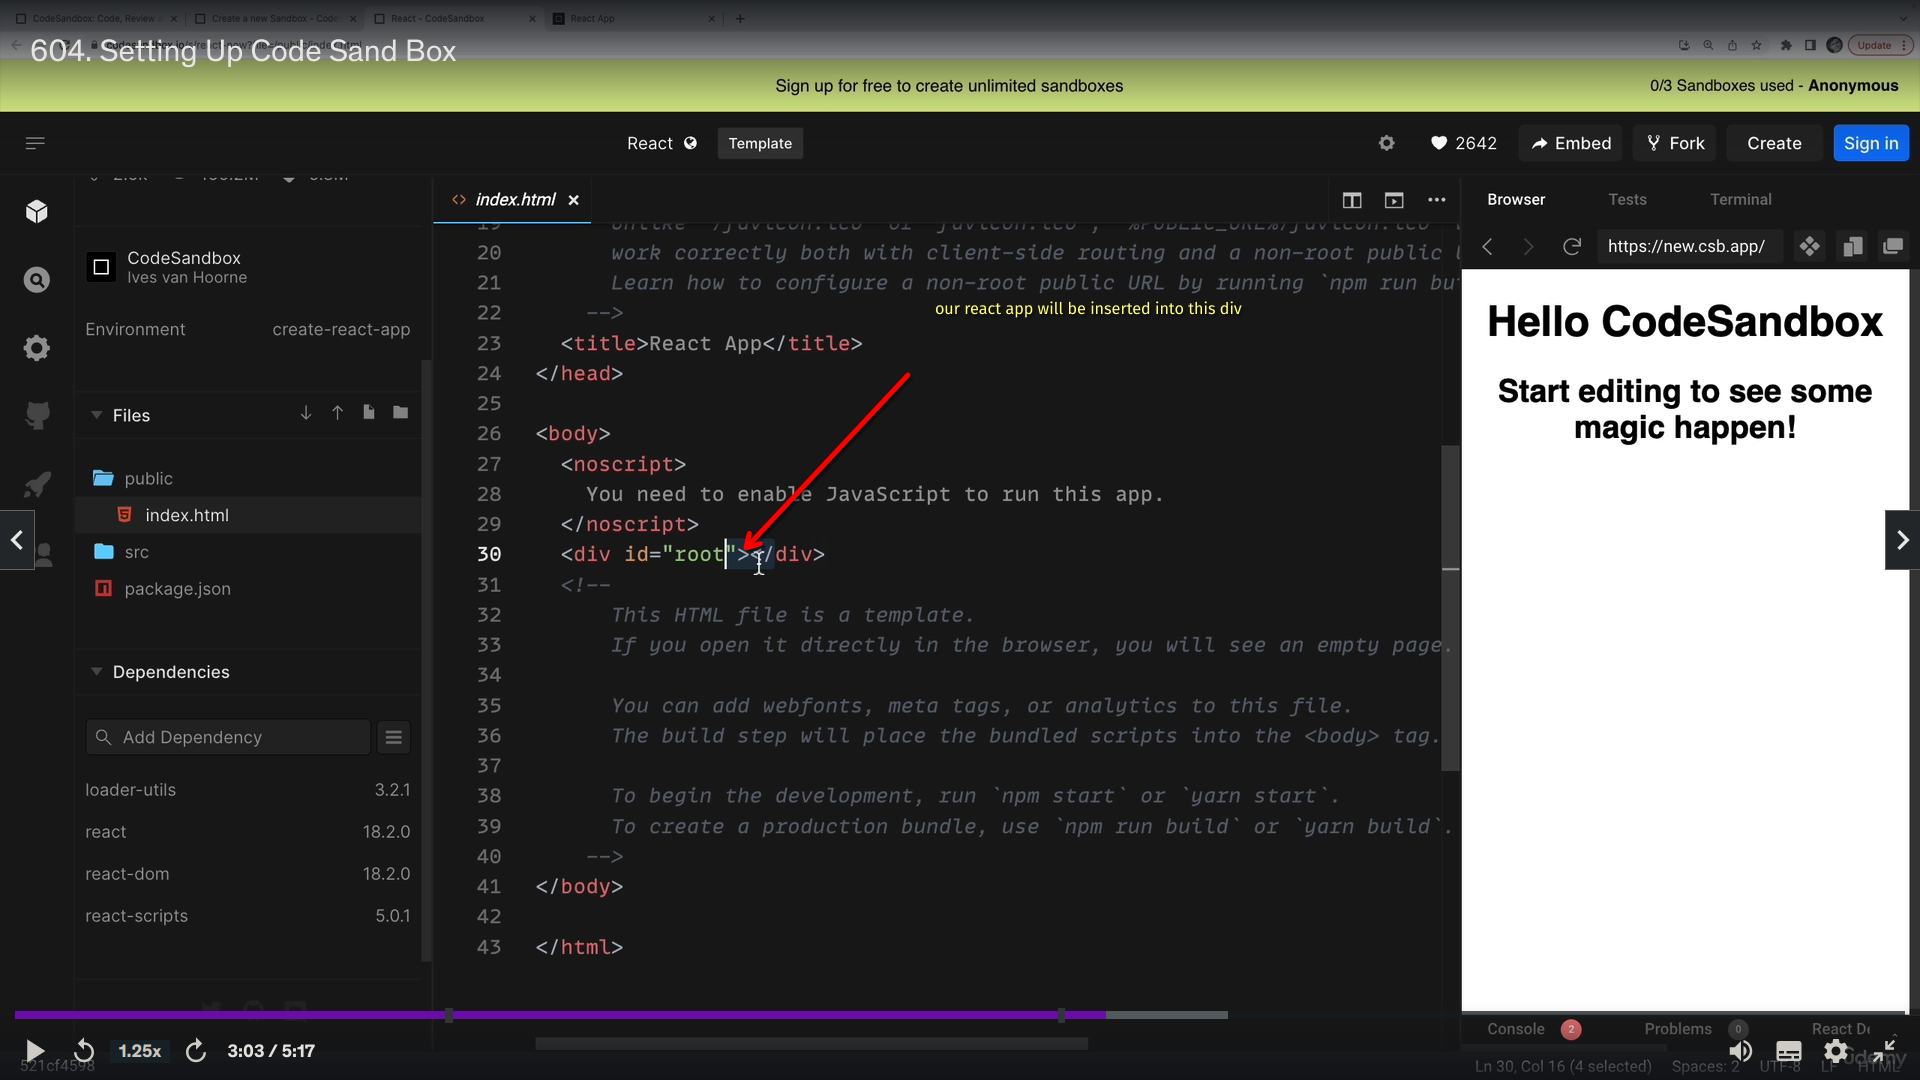 CodeSandbox: Code, Review a
Create a new Sandbox - Code
React - CodeSandbox
React App
604. Setting Up Code Sand Box
Update
Sign up for free to create unlimited sandboxes
0/3 Sandboxes used - Anonymous
React
Template
2642
Embed
Fork
Create
Sign in
CodeSandbox
Ives van Hoorne
Environment
create-react-app
Files
public
index.html
src
package.json
Dependencies
Add Dependency
loader-utils 3.2.1
react 18.2.0
react-dom 18.2.0
react-scripts 5.0.1
index.html
19 unlike "/favicon.ico" or "favicon.ico", "%PUBLIC_URL%/favicon.ico"
20 work correctly both with client-side routing and a non-root public
21 Learn how to configure a non-root public URL by running `npm run bu
22 -->
our react app will be inserted into this div
23 <title>React App</title>
24 </head>
25
26 <body>
27 <noscript>
28 You need to enable JavaScript to run this app.
29 </noscript>
30 <div id="root"></div>
31 <!--
32 This HTML file is a template.
33 If you open it directly in the browser, you will see an empty page.
34
35 You can add webfonts, meta tags, or analytics to this file.
36 The build step will place the bundled scripts into the <body> tag.
37
38 To begin the development, run `npm start` or `yarn start`.
39 To create a production bundle, use `npm run build` or `yarn build`.
40 -->
41 </body>
42
43 </html>
Browser
Tests
Terminal
https://new.csb.app/
Hello CodeSandbox
Start editing to see some
magic happen!
Console 2
Problems 0
React De
1.25x
3:03 / 5:17
521cf4598
Ln 30, Col 16 (4 selected)
Spaces: 2
UTF-8
LF
HTML
ûdemy